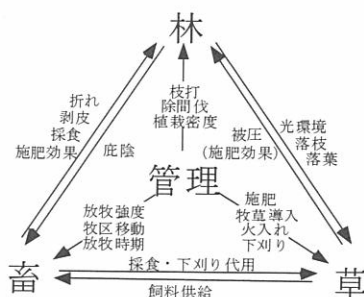 林
折れ
剥皮
採食
施肥効果
庇陰
枝打
除間伐
植栽密度
被圧
(施肥効果)
光環境
落枝
落葉
管理
放牧強度
牧区移動
放牧時期
施肥
牧草導入
火入れ
下刈り
畜
採食・下刈り代用
飼料供給
草